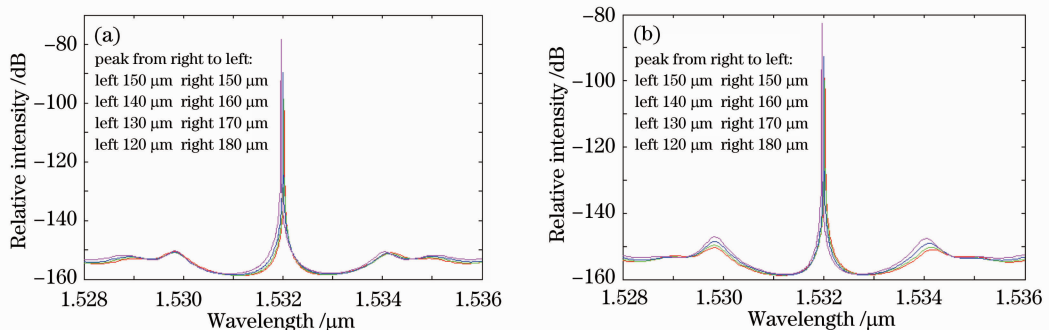 (a)
peak from right to left:
left 150 μm right 150 μm
left 140 μm right 160 μm
left 130 μm right 170 μm
left 120 μm right 180 μm
Relative intensity /dB
−80
−100
−120
−140
−160
1.528 1.530 1.532 1.534 1.536
Wavelength /μm
(b)
peak from right to left:
left 150 μm right 150 μm
left 140 μm right 160 μm
left 130 μm right 170 μm
left 120 μm right 180 μm
Relative intensity /dB
−80
−100
−120
−140
−160
1.528 1.530 1.532 1.534 1.536
Wavelength /μm